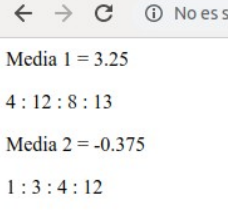 No es s
Media 1 = 3.25
4 : 12 : 8 : 13
Media 2 = -0.375
1 : 3 : 4 : 12